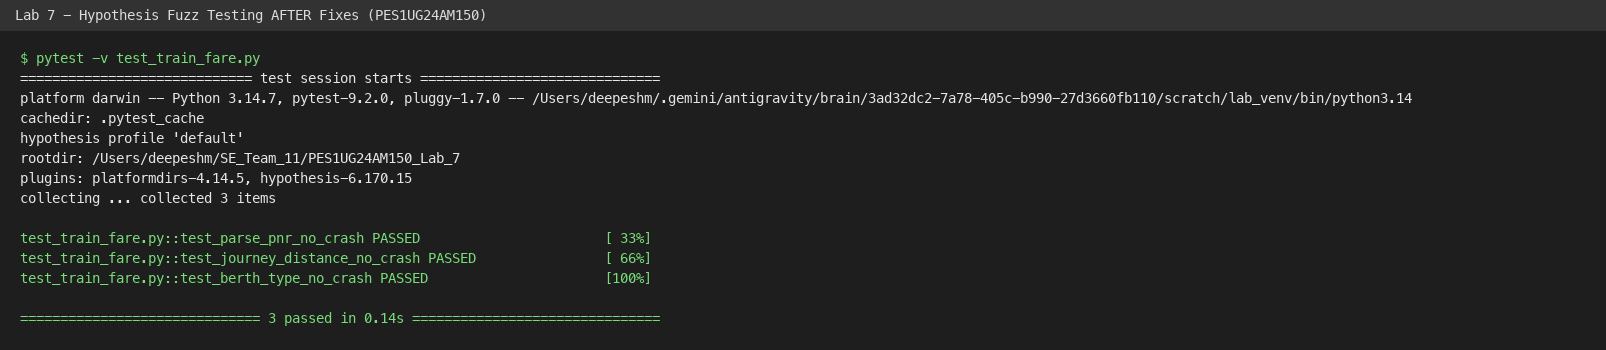 Lab 7 – Hypothesis Fuzz Testing AFTER Fixes (PES1UG24AM150)
$ pytest -v test_train_fare.py
============================= test session starts ==============================
platform darwin -- Python 3.14.7, pytest-9.2.0, pluggy-1.7.0 -- /Users/deepeshm/.gemini/antigravity/brain/3ad32dc2-7a78-405c-b990-27d3660fb110/scratch/lab_venv/bin/python3.14
cachedir: .pytest_cache
hypothesis profile 'default'
rootdir: /Users/deepeshm/SE_Team_11/PES1UG24AM150_Lab_7
plugins: platformdirs-4.14.5, hypothesis-6.170.15
collecting ... collected 3 items
test_train_fare.py::test_parse_pnr_no_crash PASSED                       [ 33%]
test_train_fare.py::test_journey_distance_no_crash PASSED                [ 66%]
test_train_fare.py::test_berth_type_no_crash PASSED                      [100%]
============================== 3 passed in 0.14s ===============================